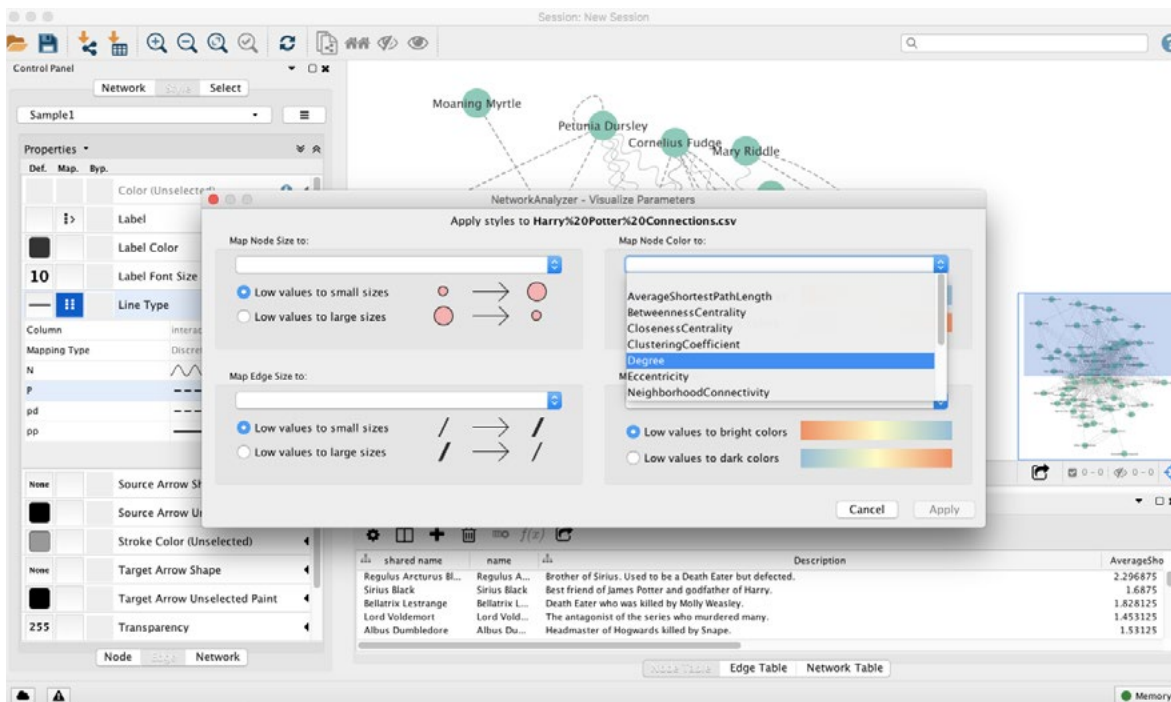 Session: New Session
Control Panel
Network Style Select
Sample1
Properties
Def. Map. Byp.
Color (Unselected)
Label
Label Color
10 Label Font Size
Line Type
Column
Mapping Type
N
P
pd
pp
None
Source Arrow
Stroke Color (Unselected)
None Target Arrow Shape
Target Arrow Unselected Paint
255 Transparency
Node Edge Network
Moaning Myrtle
Petunia Dursley
Cornelius Fudge
Mary Riddle
NetworkAnalyzer - Visualize Parameters
Apply styles to Harry%20Potter%20Connections.csv
Map Node Size to:
Low values to small sizes
Low values to large sizes
Map Edge Size to:
Low values to small sizes
Low values to large sizes
Map Node Color to:
AverageShortestPathLength
BetweennessCentrality
ClosenessCentrality
ClusteringCoefficient
Degree
Eccentricity
NeighborhoodConnectivity
Low values to bright colors
Low values to dark colors
Cancel Apply
0 - 0 0 - 0
f(x)
shared name name Description AverageSho
Regulus Arcturus Bl... Regulus A... Brother of Sirius. Used to be a Death Eater but defected. 2.296875
Sirius Black Sirius Black Best friend of James Potter and godfather of Harry. 1.6875
Bellatrix Lestrange Bellatrix L... Death Eater who was killed by Molly Weasley. 1.828125
Lord Voldemort Lord Vold... The antagonist of the series who murdered many. 1.453125
Albus Dumbledore Albus Du... Headmaster of Hogwards killed by Snape. 1.53125
Node Table Edge Table Network Table
Memory